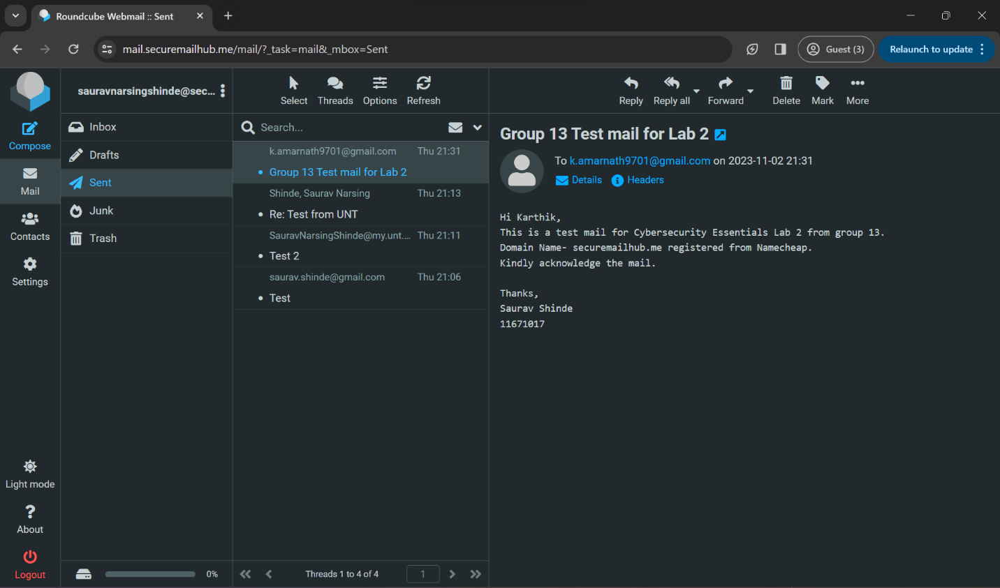 Roundcube Webmail :: Sent
mail.securemailhub.me/mail/?_task=mail&_mbox=Sent
Guest (3)
Relaunch to update
Compose
Mail
Contacts
Settings
Light mode
About
Logout
sauravnarsingshinde@sec...
Inbox
Drafts
Sent
Junk
Trash
0%
Select
Threads
Options
Refresh
Search...
k.amarnath9701@gmail.com Thu 21:31
• Group 13 Test mail for Lab 2
Shinde, Saurav Narsing Thu 21:13
• Re: Test from UNT
SauravNarsingShinde@my.unt.... Thu 21:11
• Test 2
saurav.shinde@gmail.com Thu 21:06
• Test
Threads 1 to 4 of 4
1
Reply
Reply all
Forward
Delete
Mark
More
Group 13 Test mail for Lab 2
To k.amarnath9701@gmail.com on 2023-11-02 21:31
Details
Headers
Hi Karthik,
This is a test mail for Cybersecurity Essentials Lab 2 from group 13.
Domain Name- securemailhub.me registered from Namecheap.
Kindly acknowledge the mail.
Thanks,
Saurav Shinde
11671017